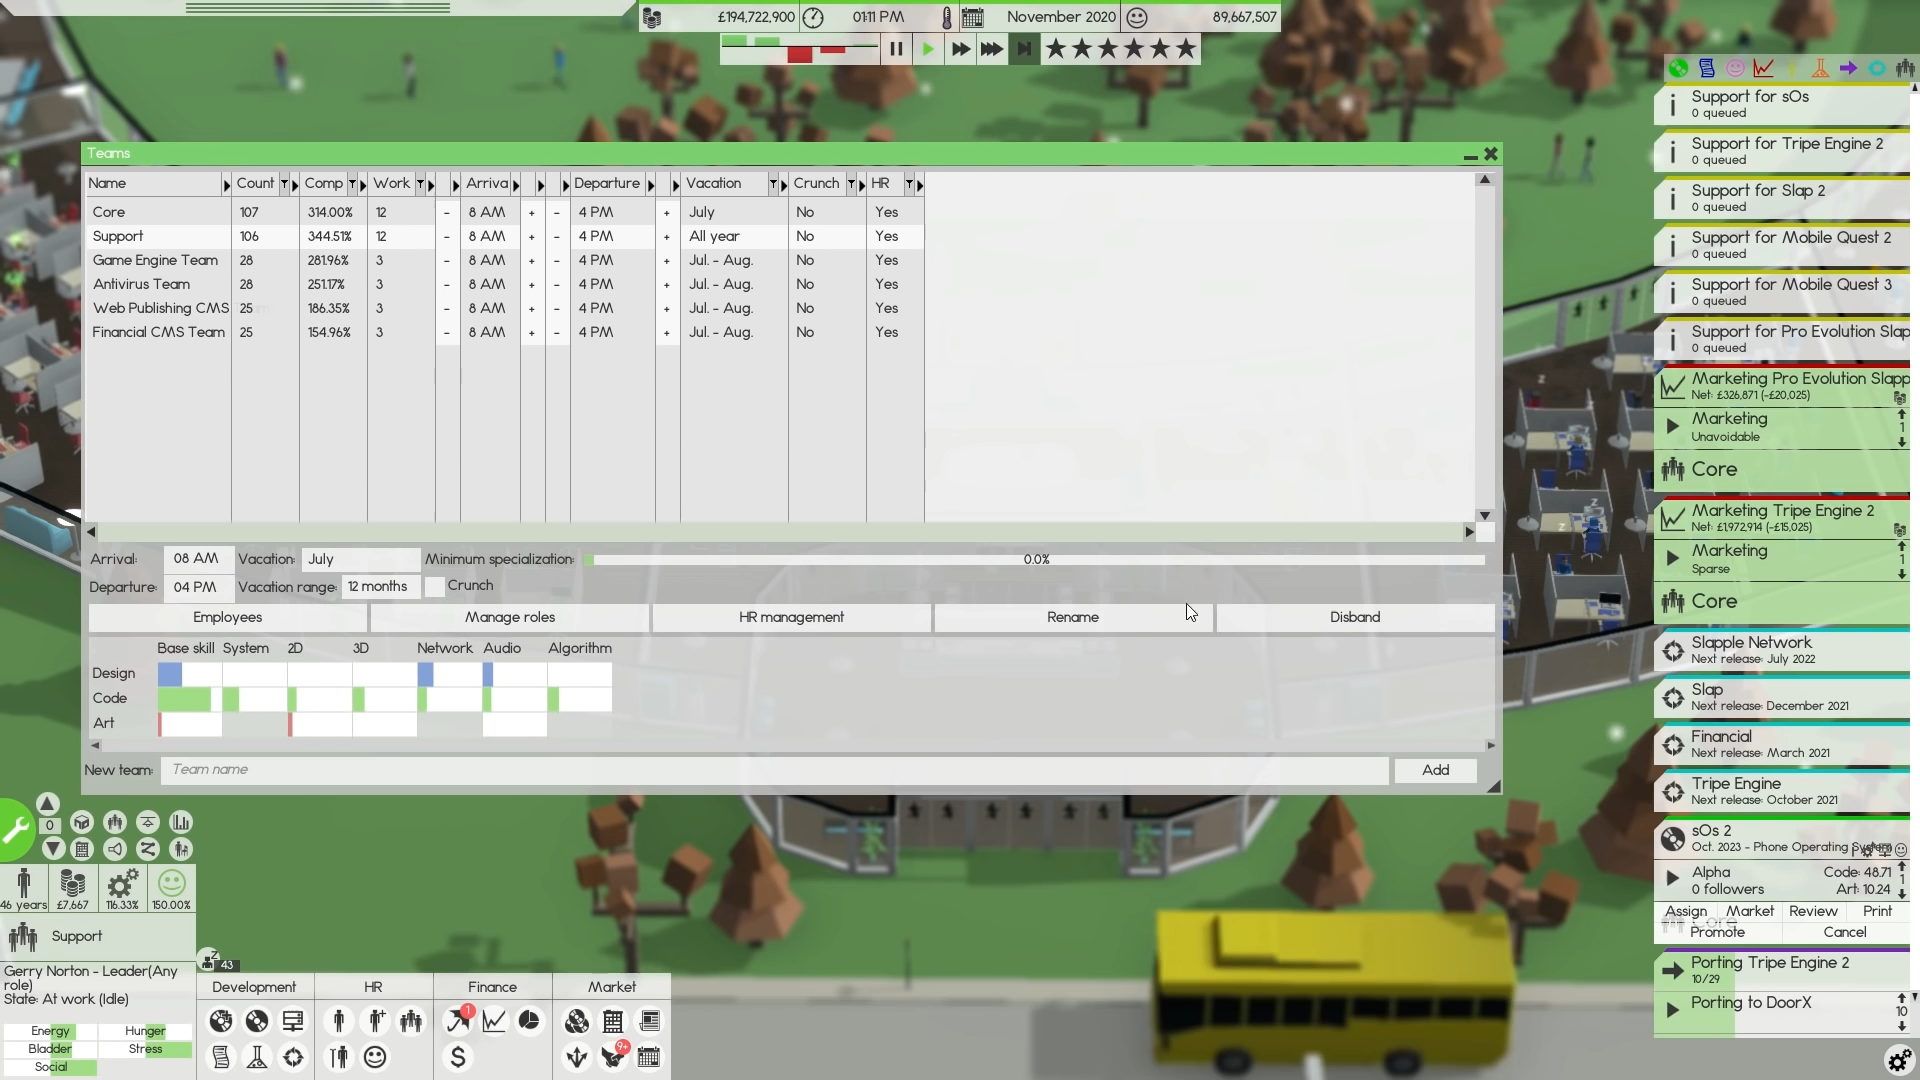 £194,722,900
01:11 PM
November 2020
89,667,507
Teams
Name Count Comp Work Arriva Departure Vacation Crunch HR
Core 107 314.00% 12 - 8 AM + - 4 PM + July No Yes
Support 106 344.51% 12 - 8 AM + - 4 PM + All year No Yes
Game Engine Team 28 281.96% 3 - 8 AM + - 4 PM + Jul. - Aug. No Yes
Antivirus Team 28 251.17% 3 - 8 AM + - 4 PM + Jul. - Aug. No Yes
Web Publishing CMS 25 186.35% 3 - 8 AM + - 4 PM + Jul. - Aug. No Yes
Financial CMS Team 25 154.96% 3 - 8 AM + - 4 PM + Jul. - Aug. No Yes
Arrival: 08 AM Vacation: July Minimum specialization: 0.0%
Departure: 04 PM Vacation range: 12 months Crunch
Employees Manage roles HR management Rename Disband
Base skill System 2D 3D Network Audio Algorithm
Design
Code
Art
New team: Team name Add
Support for sOs
0 queued
Support for Tripe Engine 2
0 queued
Support for Slap 2
0 queued
Support for Mobile Quest 2
0 queued
Support for Mobile Quest 3
0 queued
Support for Pro Evolution Slap
0 queued
Marketing Pro Evolution Slapp
Net: £326,871 (-£20,025)
Marketing
Unavoidable
1
Core
Marketing Tripe Engine 2
Net: £1,972,914 (-£15,025)
Marketing
Sparse
1
Core
Slapple Network
Next release: July 2022
Slap
Next release: December 2021
Financial
Next release: March 2021
Tripe Engine
Next release: October 2021
sOs 2
Oct. 2023 - Phone Operating System
Alpha Code: 48.71
0 followers Art: 10.24
1
Assign Market Review Print
Core
Promote Cancel
Porting Tripe Engine 2
10/29
Porting to DoorX
10
0
46 years £7,667 116.33% 150.00%
Support
Gerry Norton - Leader(Any
role)
State: At work (Idle)
Energy Hunger
Bladder Stress
Social
Z
43
Development HR Finance Market
1
9+